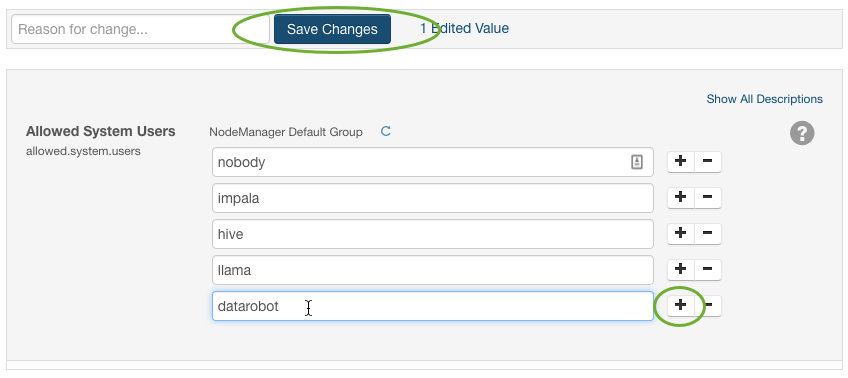 Reason for change...
Save Changes
1 Edited Value
Show All Descriptions
Allowed System Users
NodeManager Default Group
allowed.system.users
?
nobody
+ −
impala
+ −
hive
+ −
llama
+ −
datarobot
+ −